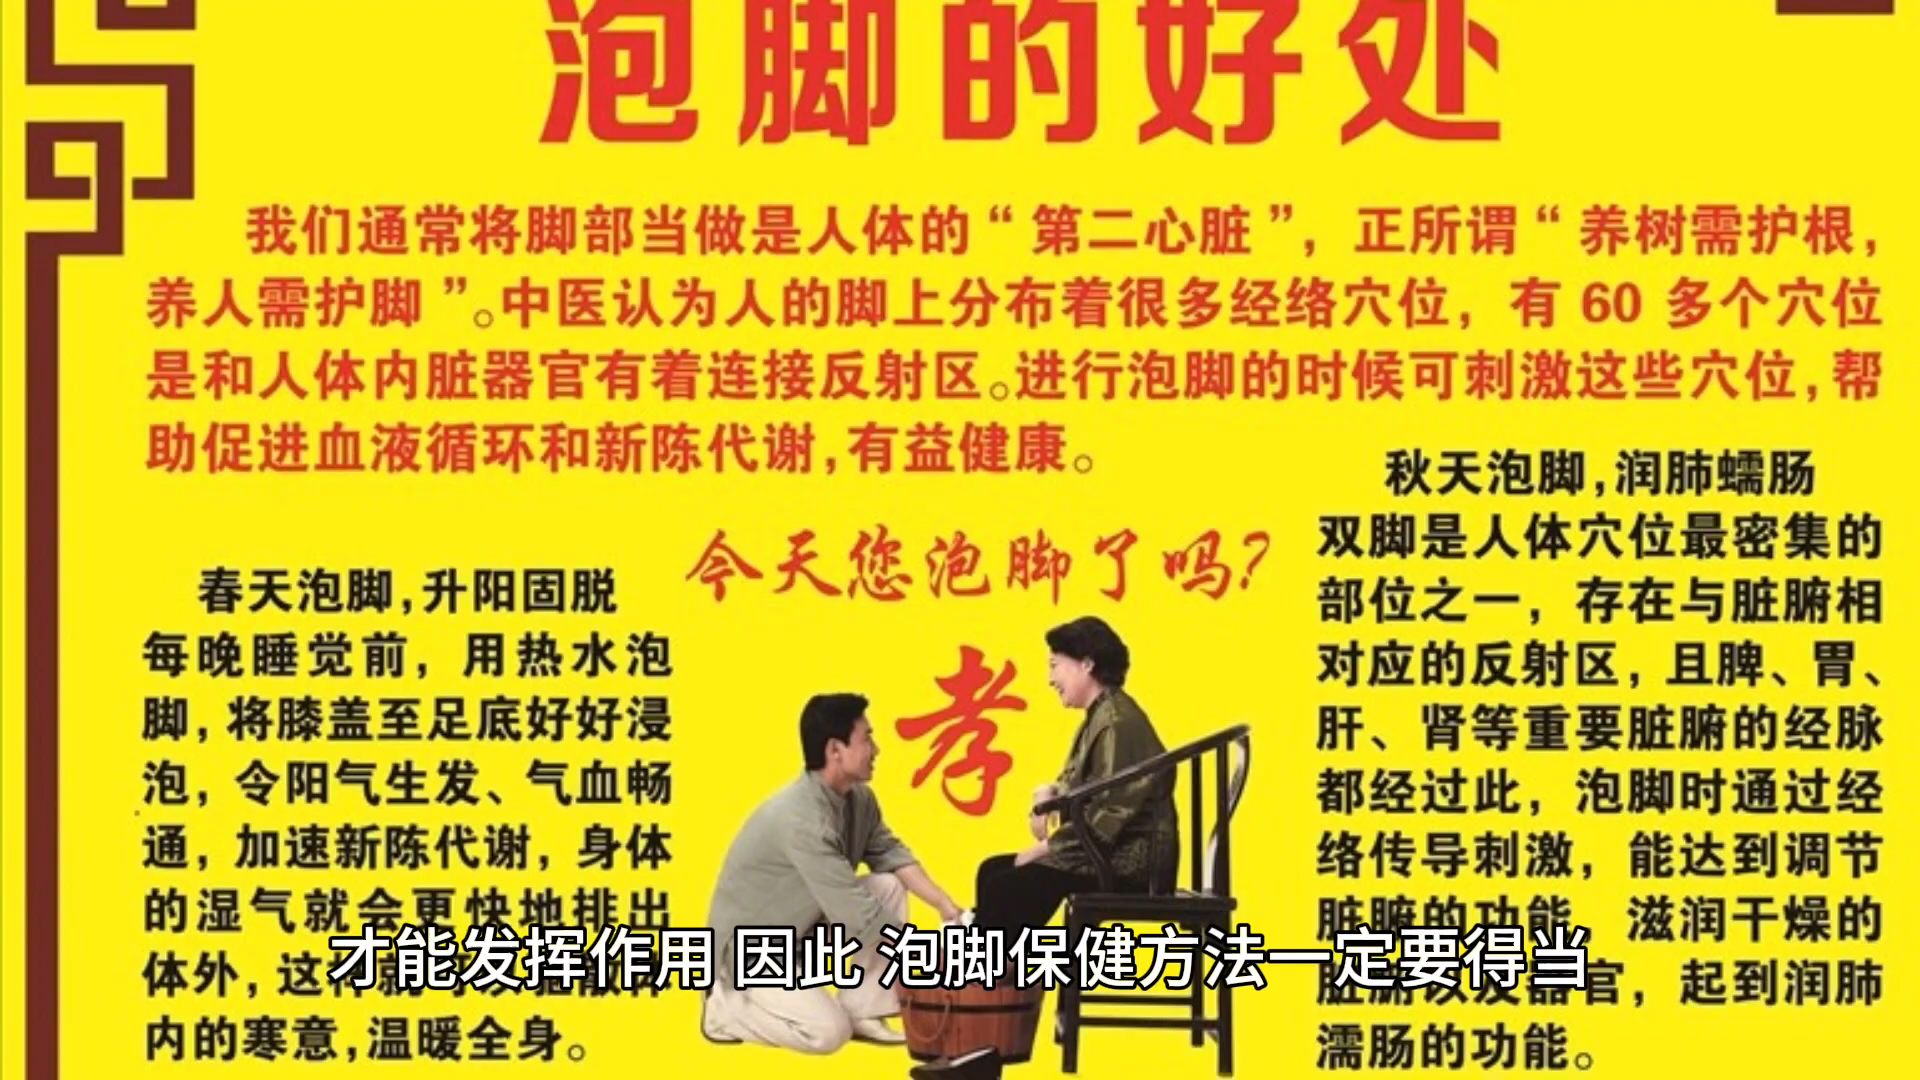 泡脚的好处
我们通常将脚部当做是人体的“第二心脏”，正所谓“养树需护根，
养人需护脚”。中医认为人的脚上分布着很多经络穴位，有60多个穴位
是和人体内脏器官有着连接反射区。进行泡脚的时候可刺激这些穴位，帮
助促进血液循环和新陈代谢，有益健康。
今天您泡脚了吗？
孝
春天泡脚，升阳固脱
每晚睡觉前，用热水泡
脚，将膝盖至足底好好浸
泡，令阳气生发、气血畅
通，加速新陈代谢，身体
的湿气就会更快地排出
体外，这
内的寒意，温暖全身。
秋天泡脚，润肺蠕肠
双脚是人体穴位最密集的
部位之一，存在与脏腑相
对应的反射区，且脾、胃、
肝、肾等重要脏腑的经脉
都经过此，泡脚时通过经
络传导刺激，能达到调节
脏腑的功能，滋润干燥的
脏腑以及器官，起到润肺
濡肠的功能。
才能发挥作用 因此 泡脚保健方法一定要得当